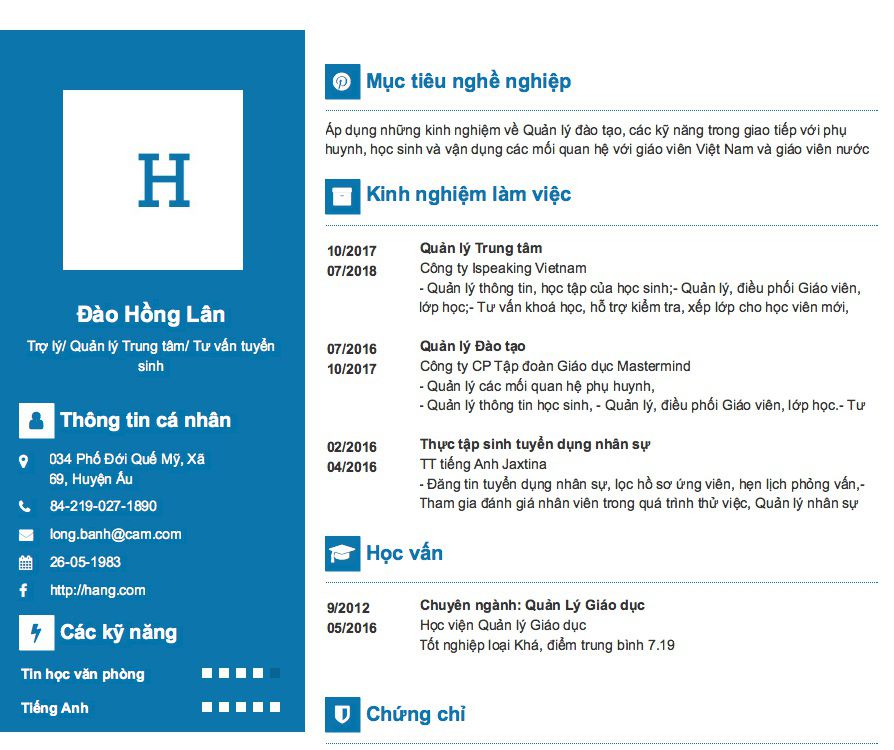 H
Đào Hồng Lân
Trợ lý/ Quản lý Trung tâm/ Tư vấn tuyển
sinh
Thông tin cá nhân
034 Phố Đới Quế Mỹ, Xã
69, Huyện Ấu
84-219-027-1890
long.banh@cam.com
26-05-1983
http://hang.com
Các kỹ năng
Tin học văn phòng
Tiếng Anh
Mục tiêu nghề nghiệp
Áp dụng những kinh nghiệm về Quản lý đào tạo, các kỹ năng trong giao tiếp với phụ
huynh, học sinh và vận dụng các mối quan hệ với giáo viên Việt Nam và giáo viên nước
Kinh nghiệm làm việc
10/2017
07/2018
Quản lý Trung tâm
Công ty Ispeaking Vietnam
- Quản lý thông tin, học tập của học sinh;- Quản lý, điều phối Giáo viên,
lớp học;- Tư vấn khoá học, hỗ trợ kiểm tra, xếp lớp cho học viên mới,
07/2016
10/2017
Quản lý Đào tạo
Công ty CP Tập đoàn Giáo dục Mastermind
- Quản lý các mối quan hệ phụ huynh,
- Quản lý thông tin học sinh, - Quản lý, điều phối Giáo viên, lớp học.- Tư
02/2016
04/2016
Thực tập sinh tuyển dụng nhân sự
TT tiếng Anh Jaxtina
- Đăng tin tuyển dụng nhân sự, lọc hồ sơ ứng viên, hẹn lịch phỏng vấn,-
Tham gia đánh giá nhân viên trong quá trình thử việc, Quản lý nhân sự
Học vấn
9/2012
05/2016
Chuyên ngành: Quản Lý Giáo dục
Học viện Quản lý Giáo dục
Tốt nghiệp loại Khá, điểm trung bình 7.19
Chứng chỉ